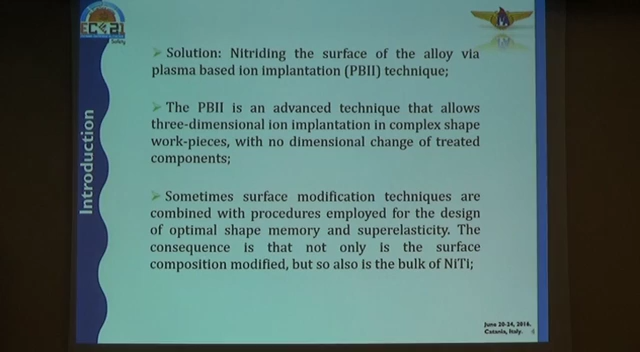 ECF21
Introduction
Solution: Nitriding the surface of the alloy via
plasma based ion implantation (PBII) technique;
The PBII is an advanced technique that allows
three-dimensional ion implantation in complex shape
work-pieces, with no dimensional change of treated
components;
Sometimes surface modification techniques are
combined with procedures employed for the design
of optimal shape memory and superelasticity. The
consequence is that not only is the surface
composition modified, but so also is the bulk of NiTi;
June 20-24, 2016.
Catania, Italy.